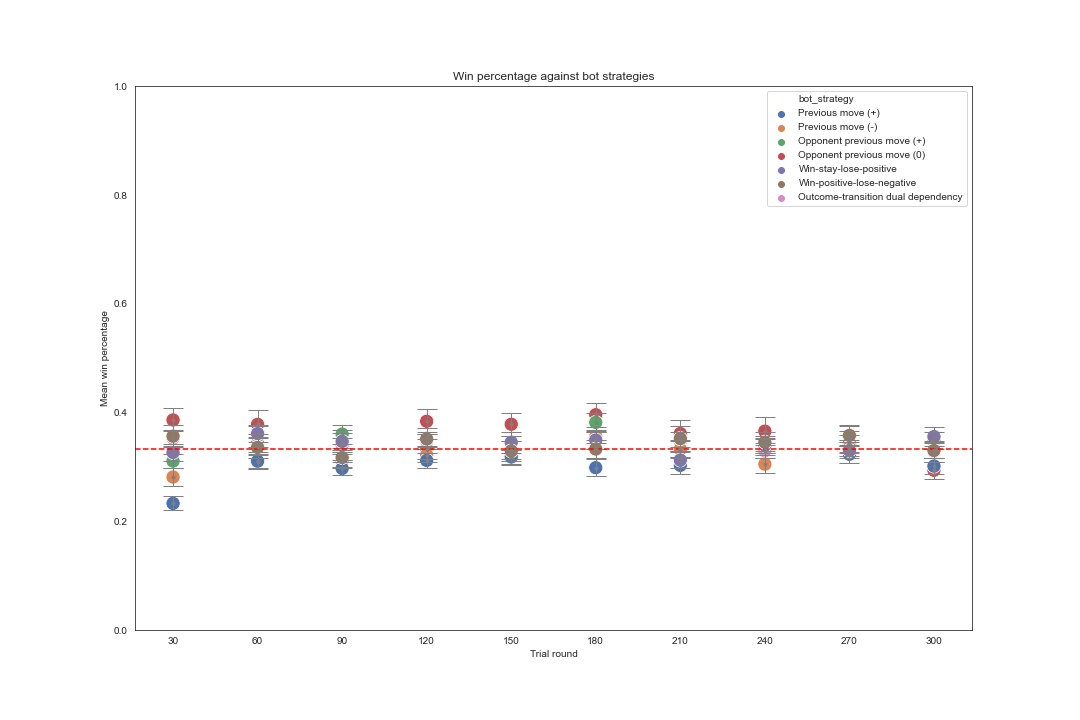 Win percentage against bot strategies
1.0
0.8
0.6
0.4
0.2
0.0
Mean win percentage
bot_strategy
Previous move (+)
Previous move (-)
Opponent previous move (+)
Opponent previous move (0)
Win-stay-lose-positive
Win-positive-lose-negative
Outcome-transition dual dependency
30 60 90 120 150 180 210 240 270 300
Trial round